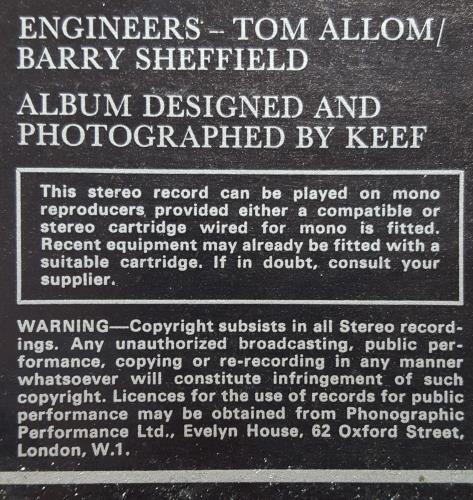 ENGINEERS – TOM ALLOM/
BARRY SHEFFIELD
ALBUM DESIGNED AND
PHOTOGRAPHED BY KEEF
This stereo record can be played on mono
reproducers provided either a compatible or
stereo cartridge wired for mono is fitted.
Recent equipment may already be fitted with a
suitable cartridge. If in doubt, consult your
supplier.
WARNING—Copyright subsists in all Stereo record-
ings. Any unauthorized broadcasting, public per-
formance, copying or re-recording in any manner
whatsoever will constitute infringement of such
copyright. Licences for the use of records for public
performance may be obtained from Phonographic
Performance Ltd., Evelyn House, 62 Oxford Street,
London, W.1.